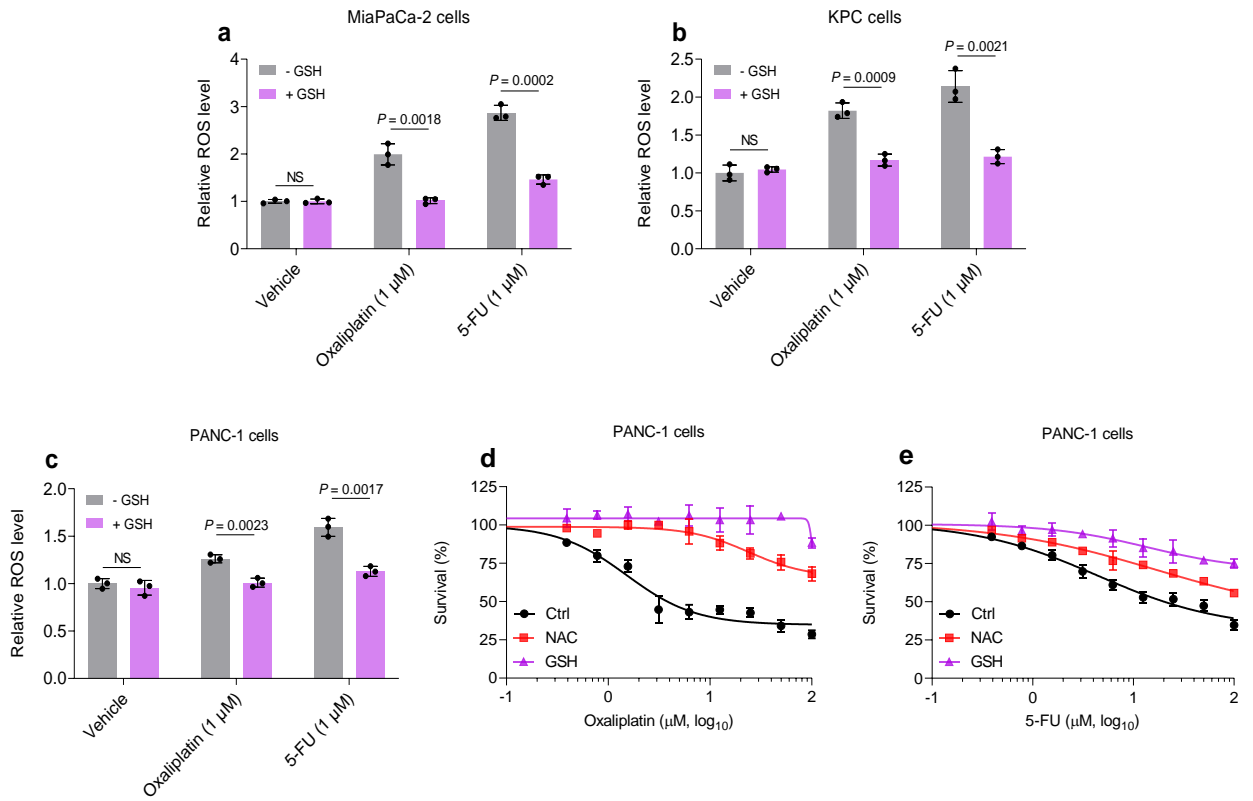 MiaPaCa-2 cells
a
4
3
2
1
0
Relative ROS level
- GSH
+ GSH
NS
P = 0.0018
P = 0.0002
Vehicle
Oxaliplatin (1 μM)
5-FU (1 μM)
KPC cells
b
2.5
2.0
1.5
1.0
0.5
0.0
Relative ROS level
- GSH
+ GSH
NS
P = 0.0009
P = 0.0021
Vehicle
Oxaliplatin (1 μM)
5-FU (1 μM)
PANC-1 cells
c
2.0
1.5
1.0
0.5
0.0
Relative ROS level
- GSH
+ GSH
NS
P = 0.0023
P = 0.0017
Vehicle
Oxaliplatin (1 μM)
5-FU (1 μM)
PANC-1 cells
d
125
100
75
50
25
0
Survival (%)
Ctrl
NAC
GSH
-1 0 1 2
Oxaliplatin (μM, log10)
PANC-1 cells
e
125
100
75
50
25
0
Survival (%)
Ctrl
NAC
GSH
-1 0 1 2
5-FU (μM, log10)